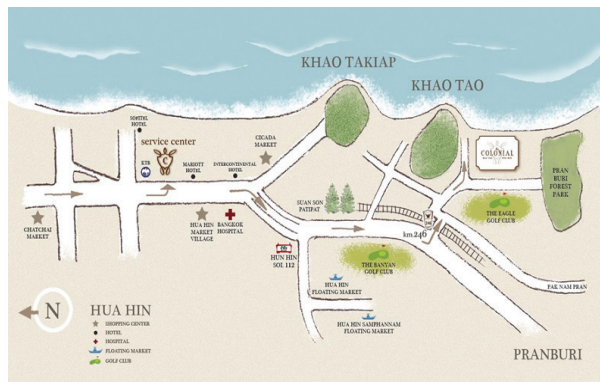 KHAO TAKIAP
KHAO TAO
SOFITEL
HOTEL
service center
C
KTB
MARIOTT
HOTEL
INTERCONTINENTAL
HOTEL
CICADA
MARKET
COLONIAL
PRAN
BURI
FOREST
PARK
CHATCHAI
MARKET
HUA HIN
MARKET
VILLAGE
BANGKOK
HOSPITAL
SUAN SON
PATIPAT
THE EAGLE
GOLF CLUB
km 246
HUN HIN
SOI. 112
THE BANYAN
GOLF CLUB
HUA HIN
FLOATING MARKET
PAK NAM PRAN
HUA HIN SAMPHANNAM
FLOATING MARKET
N
HUA HIN
SHOPPING CENTER
HOTEL
HOSPITAL
FLOATING MARKET
GOLF CLUB
PRANBURI